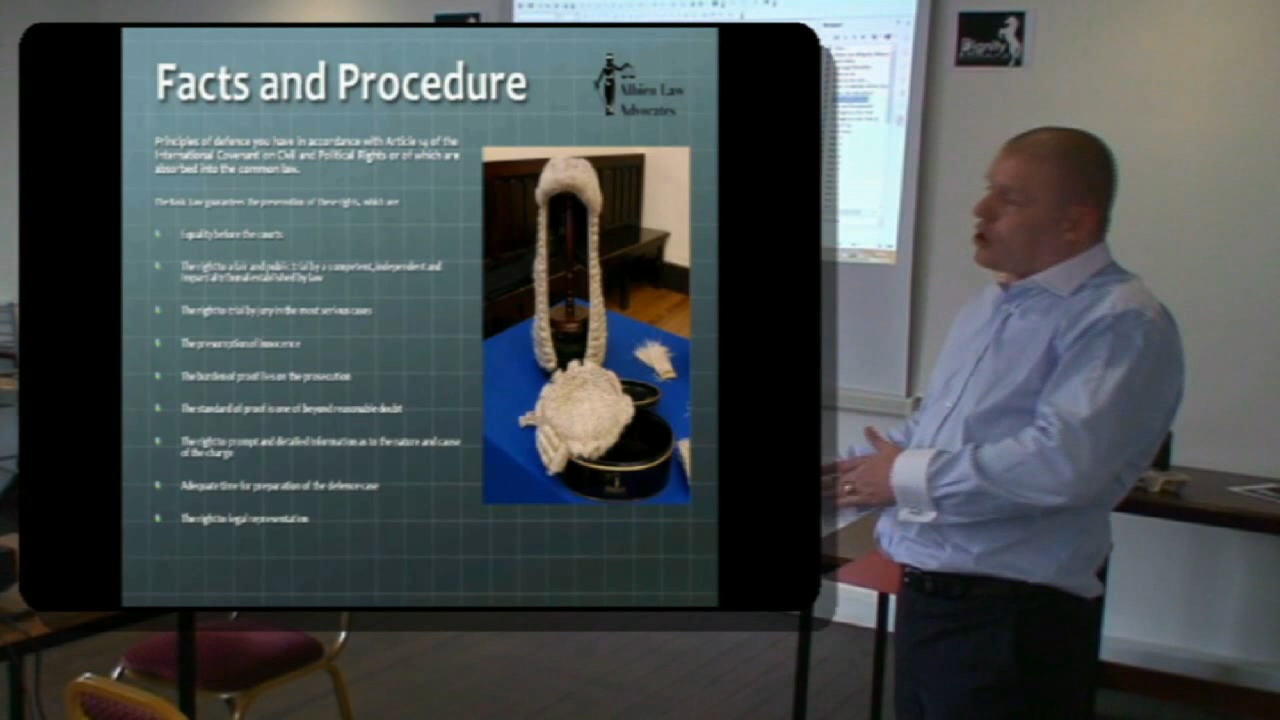 Facts and Procedure
Albion Law
Advocates
Principles of defence you have in accordance with Article 14 of the
International Covenant on Civil and Political Rights or of which are
absorbed into the common law.
The Basic Law guarantees the preservation of these rights, which are
Equality before the courts
The right to a fair and public trial by a competent, independent and
impartial tribunal established by law
The right to trial by jury in the most serious cases
The presumption of innocence
The burden of proof lies on the prosecution
The standard of proof is one of beyond reasonable doubt
The right to prompt and detailed information as to the nature and cause
of the charge
Adequate time for preparation of the defence case
The right to legal representation
Dignity